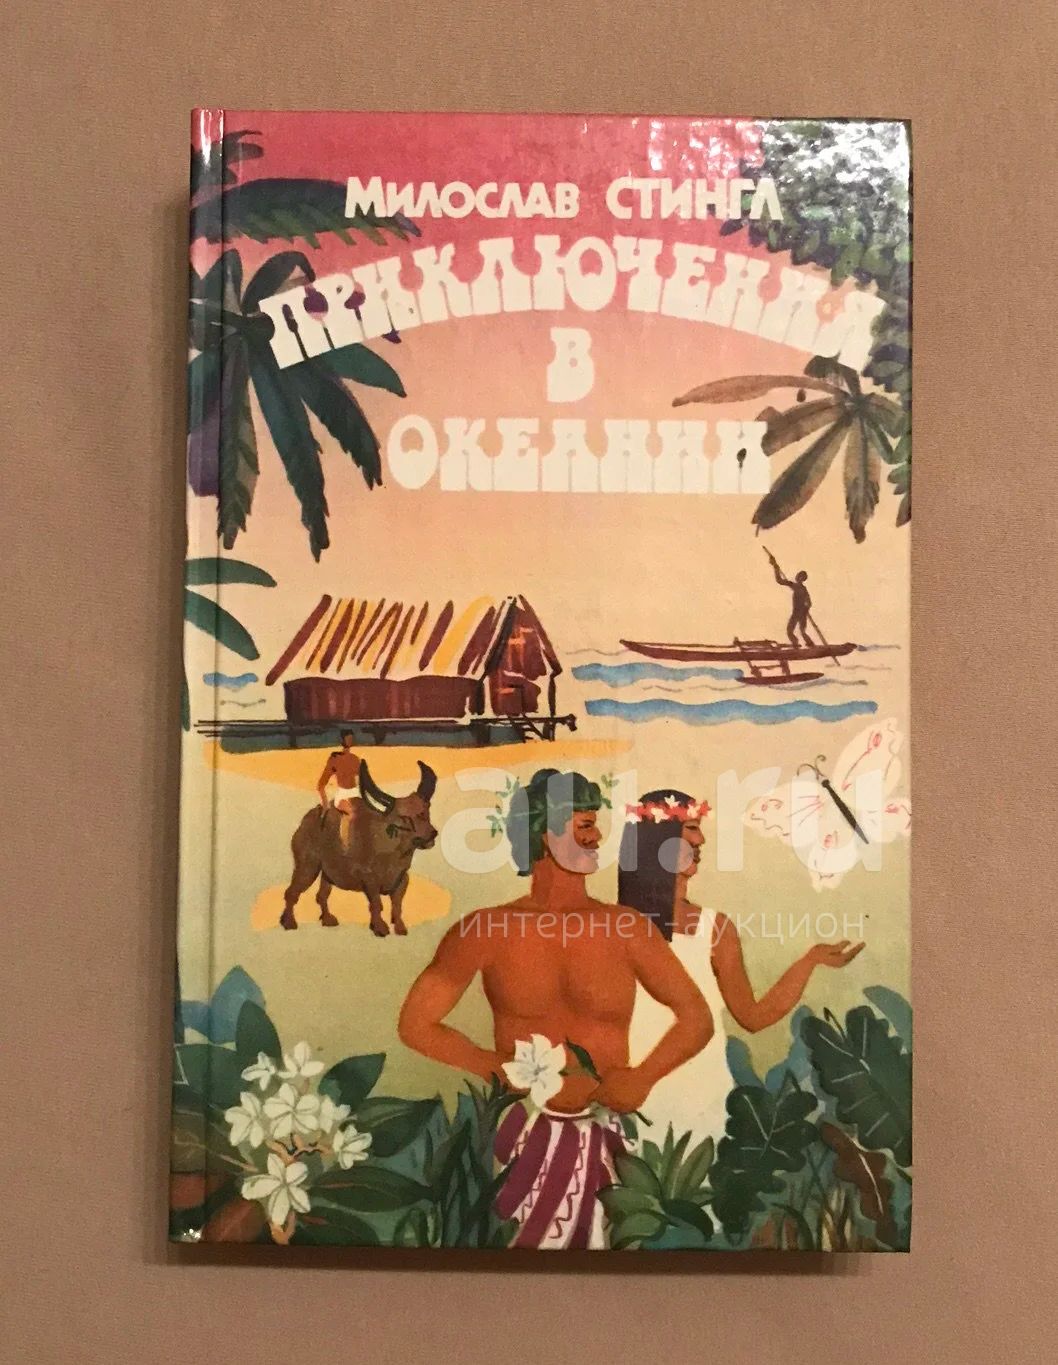 Милослав Стингл
ПРИКЛЮЧЕНИЯ
В
ОКЕАНИИ
au.ru
интернет-аукцион